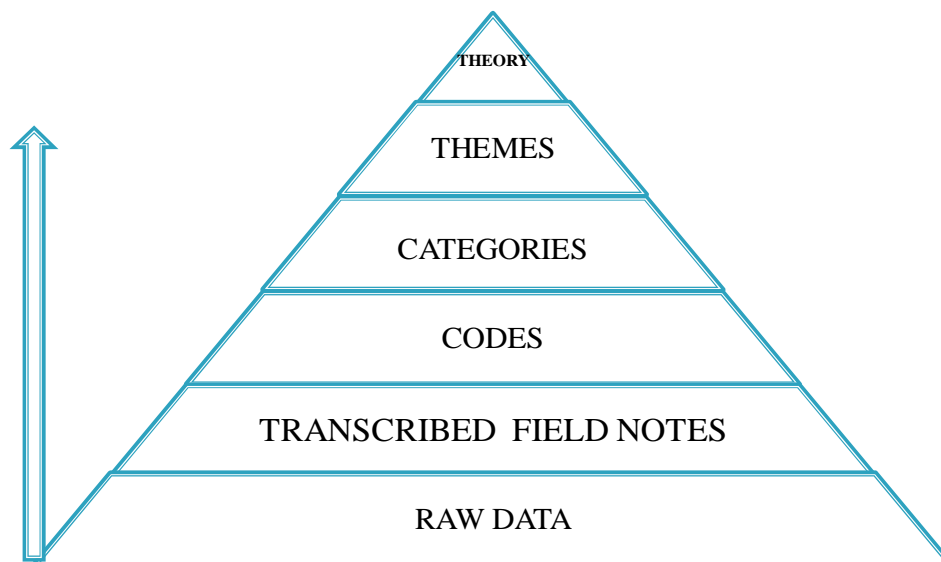 THEORY
THEMES
CATEGORIES
CODES
TRANSCRIBED FIELD NOTES
RAW DATA